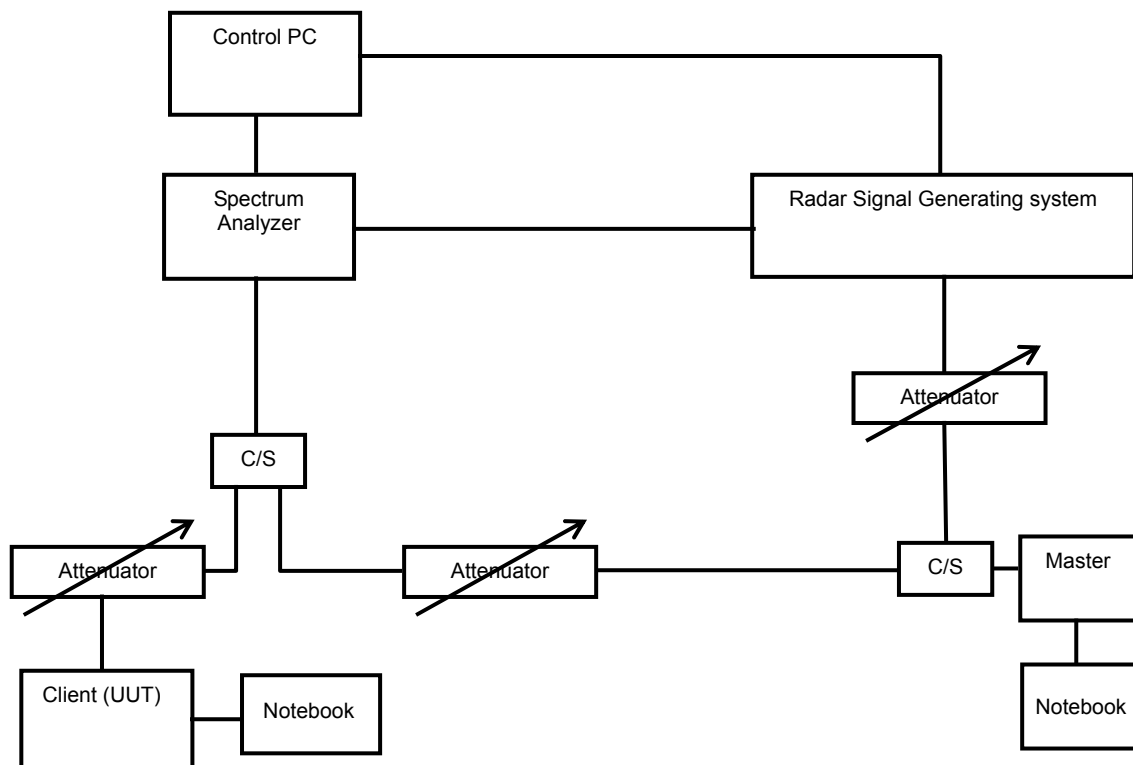 Control PC
Spectrum
Analyzer
Radar Signal Generating system
Attenuator
C/S
Attenuator
Attenuator
C/S
Master
Client (UUT)
Notebook
Notebook